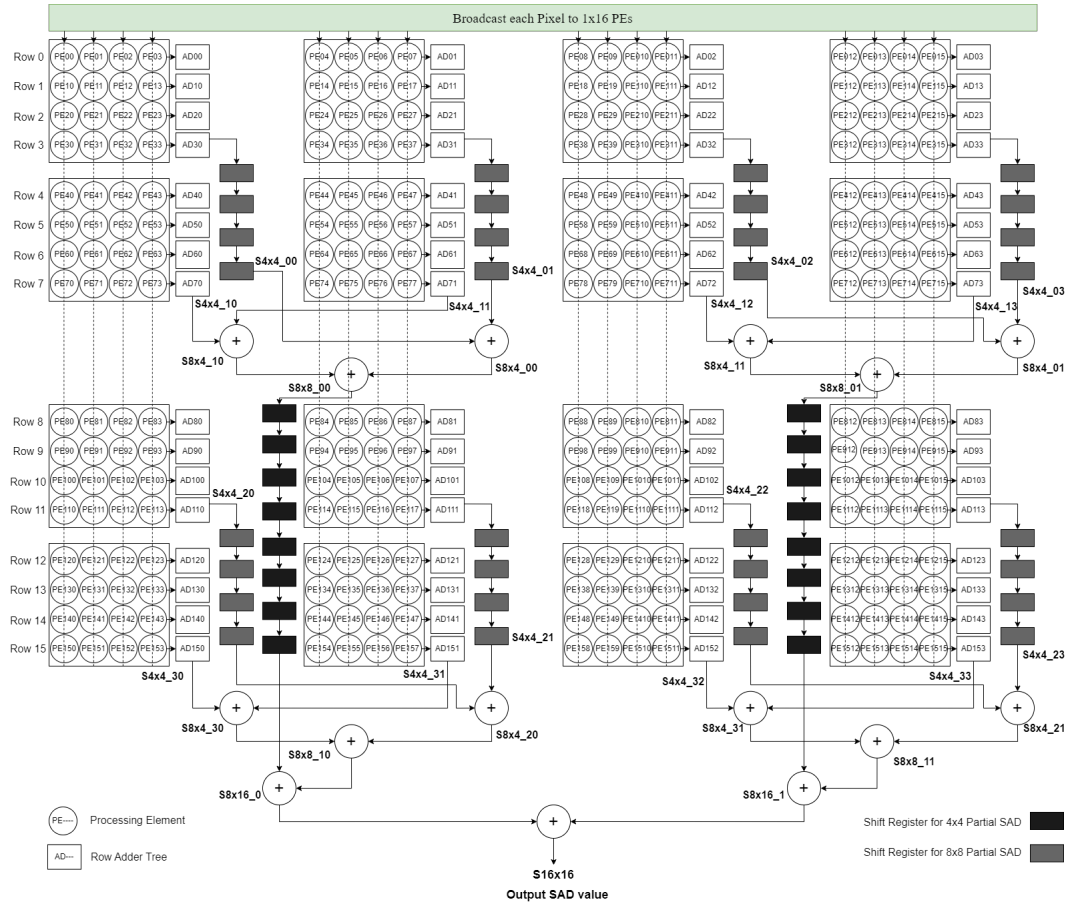 Broadcast each Pixel to 1x16 PEs
Row 0 PE00 PE01 PE02 PE03 AD00 PE04 PE05 PE06 PE07 AD01 PE08 PE09 PE010 PE011 AD02 PE012 PE013 PE014 PE015 AD03
Row 1 PE10 PE11 PE12 PE13 AD10 PE14 PE15 PE16 PE17 AD11 PE18 PE19 PE110 PE111 AD12 PE112 PE113 PE114 PE115 AD13
Row 2 PE20 PE21 PE22 PE23 AD20 PE24 PE25 PE26 PE27 AD21 PE28 PE29 PE210 PE211 AD22 PE212 PE213 PE214 PE215 AD23
Row 3 PE30 PE31 PE32 PE33 AD30 PE34 PE35 PE36 PE37 AD31 PE38 PE39 PE310 PE311 AD32 PE312 PE313 PE314 PE315 AD33
Row 4 PE40 PE41 PE42 PE43 AD40 PE44 PE45 PE46 PE47 AD41 PE48 PE49 PE410 PE411 AD42 PE412 PE413 PE414 PE415 AD43
Row 5 PE50 PE51 PE52 PE53 AD50 PE54 PE55 PE56 PE57 AD51 PE58 PE59 PE510 PE511 AD52 PE512 PE513 PE514 PE515 AD53
Row 6 PE60 PE61 PE62 PE63 AD60 PE64 PE65 PE66 PE67 AD61 PE68 PE69 PE610 PE611 AD62 PE612 PE613 PE614 PE615 AD63
S4x4_00 S4x4_01 S4x4_02
Row 7 PE70 PE71 PE72 PE73 AD70 PE74 PE75 PE76 PE77 AD71 PE78 PE79 PE710 PE711 AD72 PE712 PE713 PE714 PE715 AD73
S4x4_03
S4x4_10 S4x4_11 S4x4_12 S4x4_13
+ + + +
S8x4_10 S8x4_00 S8x4_11 S8x4_01
+ +
S8x8_00 S8x8_01
Row 8 PE80 PE81 PE82 PE83 AD80 PE84 PE85 PE86 PE87 AD81 PE88 PE89 PE810 PE811 AD82 PE812 PE813 PE814 PE815 AD83
Row 9 PE90 PE91 PE92 PE93 AD90 PE94 PE95 PE96 PE97 AD91 PE98 PE99 PE910 PE911 AD92 PE912 PE913 PE914 PE915 AD93
Row 10 PE100 PE101 PE102 PE103 AD100 PE104 PE105 PE106 PE107 AD101 PE108 PE109 PE1010 PE1011 AD102 PE1012 PE1013 PE1014 PE1015 AD103
S4x4_20 S4x4_22
Row 11 PE110 PE111 PE112 PE113 AD110 PE114 PE115 PE116 PE117 AD111 PE118 PE119 PE1110 PE1111 AD112 PE1112 PE1113 PE1114 PE1115 AD113
Row 12 PE120 PE121 PE122 PE123 AD120 PE124 PE125 PE126 PE127 AD121 PE128 PE129 PE1210 PE1211 AD122 PE1212 PE1213 PE1214 PE1215 AD123
Row 13 PE130 PE131 PE132 PE133 AD130 PE134 PE135 PE136 PE137 AD131 PE138 PE139 PE1310 PE1311 AD132 PE1312 PE1313 PE1314 PE1315 AD133
Row 14 PE140 PE141 PE142 PE143 AD140 PE144 PE145 PE146 PE147 AD141 PE148 PE149 PE1410 PE1411 AD142 PE1412 PE1413 PE1414 PE1415 AD143
S4x4_21
Row 15 PE150 PE151 PE152 PE153 AD150 PE154 PE155 PE156 PE157 AD151 PE158 PE159 PE1510 PE1511 AD152 PE1512 PE1513 PE1514 PE1515 AD153
S4x4_23
S4x4_30 S4x4_31 S4x4_32 S4x4_33
+ + + +
S8x4_30 S8x4_20 S8x4_31 S8x4_21
+ +
S8x8_10 S8x8_11
+ +
S8x16_0 S8x16_1
PE---- Processing Element
+
Shift Register for 4x4 Partial SAD
AD--- Row Adder Tree
Shift Register for 8x8 Partial SAD
S16x16
Output SAD value